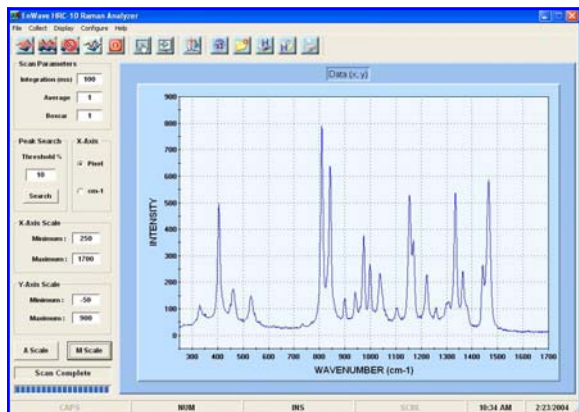 EnWave HRC-10 Raman Analyzer
File Collect Display Configure Help
Scan Parameters
Integration (ms) 100
Average 1
Boxcar 1
Peak Search
Threshold %
10
Search
X-Axis
Pixel
cm-1
X-Axis Scale
Minimum : 250
Maximum : 1700
Y-Axis Scale
Minimum : -50
Maximum : 900
A Scale M Scale
Scan Complete
Data (x, y)
INTENSITY
900
800
700
600
500
400
300
200
100
0
300 400 500 600 700 800 900 1000 1100 1200 1300 1400 1500 1600 1700
WAVENUMBER (cm-1)
CAPS NUM INS SCRL 10:34 AM 2/23/2004